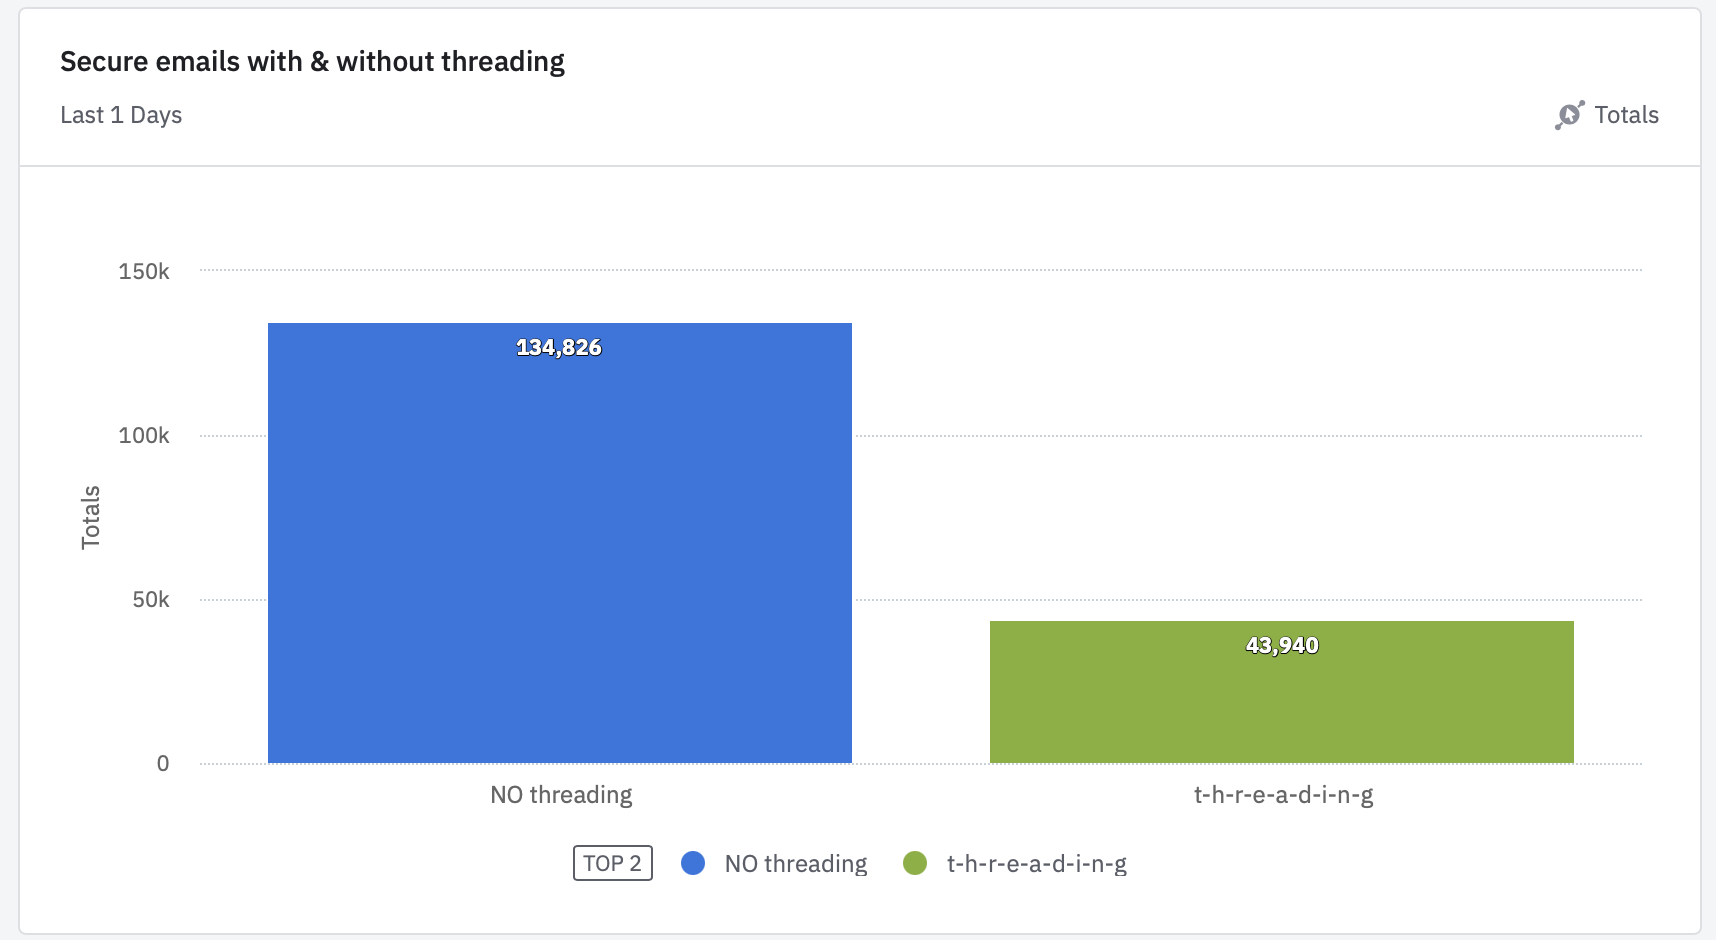 Secure emails with & without threading
Last 1 Days
Totals
150k
100k
50k
0
Totals
134,826
43,940
NO threading
t-h-r-e-a-d-i-n-g
TOP 2 NO threading t-h-r-e-a-d-i-n-g